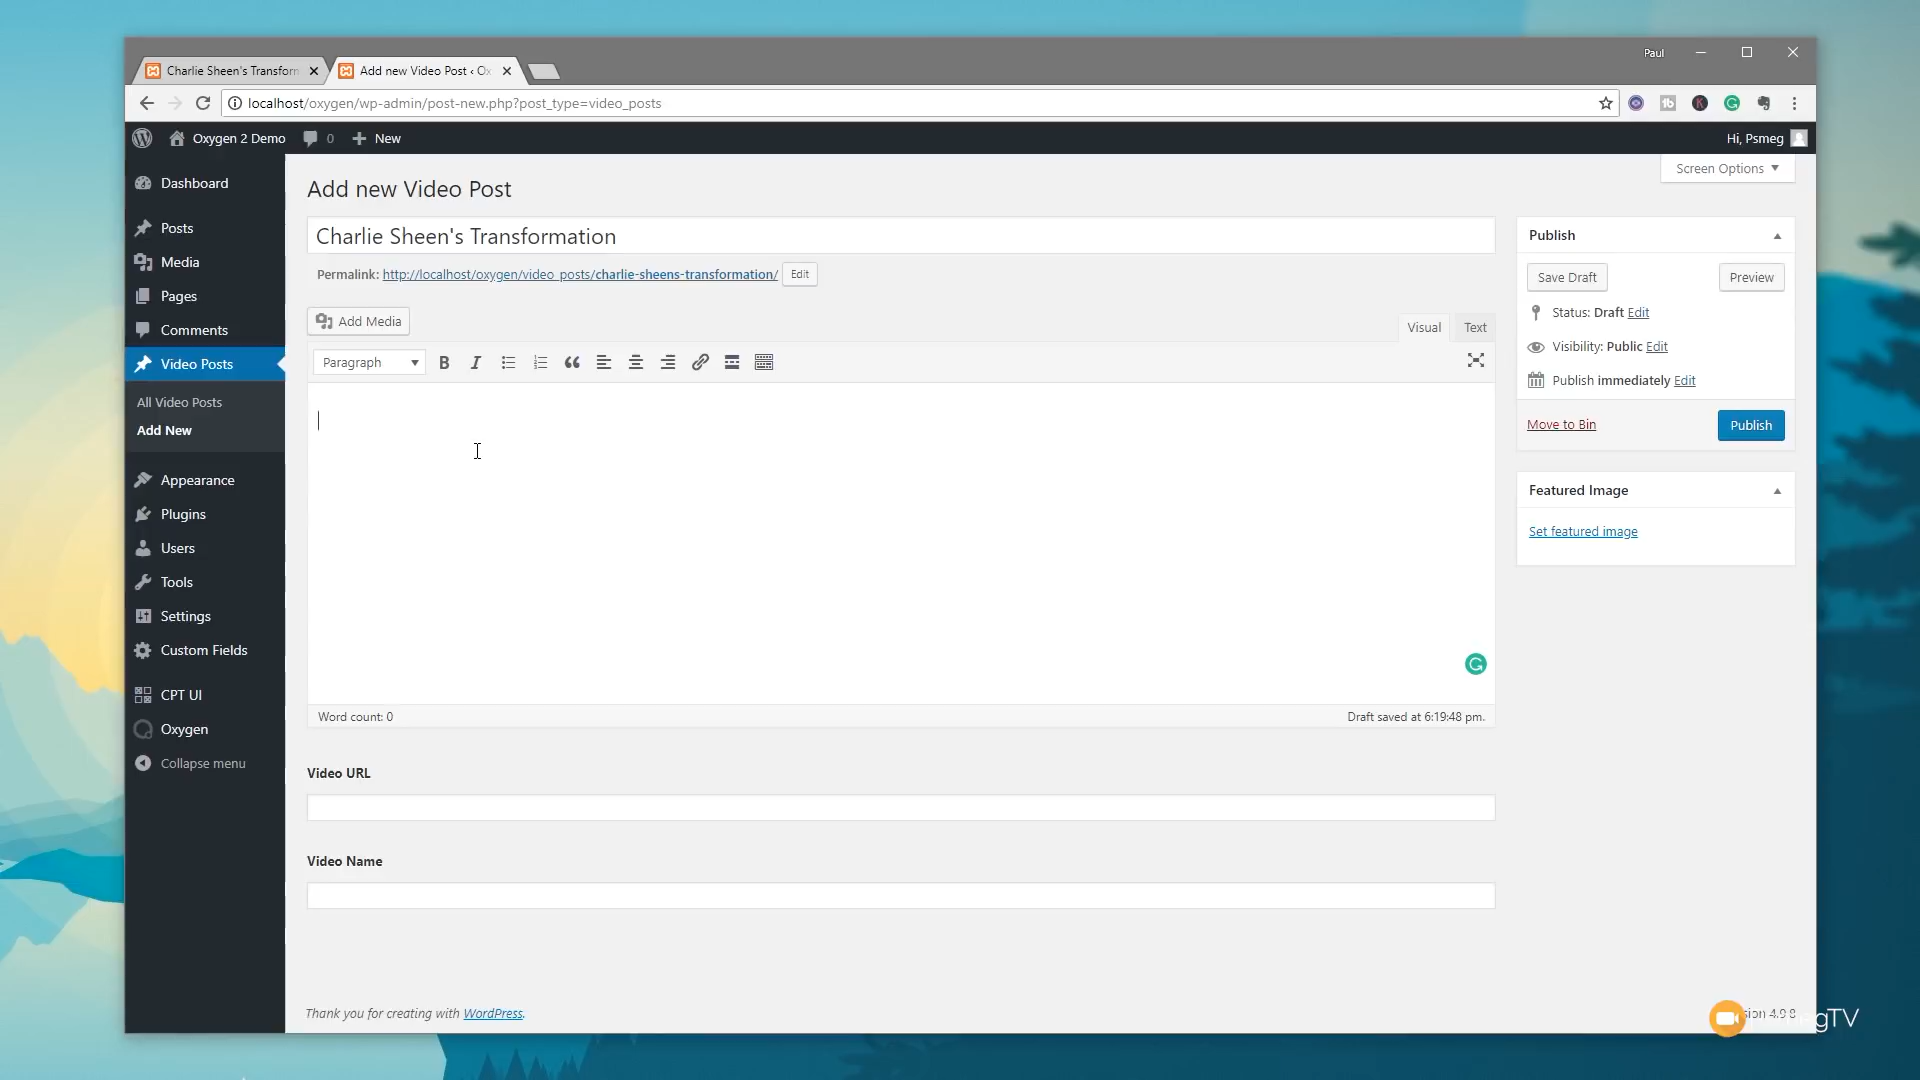 Paul
Charlie Sheen's Transform
Add new Video Post ‹ Ox
localhost/oxygen/wp-admin/post-new.php?post_type=video_posts
Oxygen 2 Demo
0
New
Hi, Psmeg
Screen Options
Dashboard
Posts
Media
Pages
Comments
Video Posts
All Video Posts
Add New
Appearance
Plugins
Users
Tools
Settings
Custom Fields
CPT UI
Oxygen
Collapse menu
Add new Video Post
Charlie Sheen's Transformation
Permalink: http://localhost/oxygen/video_posts/charlie-sheens-transformation/ Edit
Add Media
Visual Text
Paragraph
B I
Word count: 0
Draft saved at 6:19:48 pm.
Video URL
Video Name
Publish
Save Draft
Preview
Status: Draft Edit
Visibility: Public Edit
Publish immediately Edit
Move to Bin
Publish
Featured Image
Set featured image
Thank you for creating with WordPress.
4.9.8